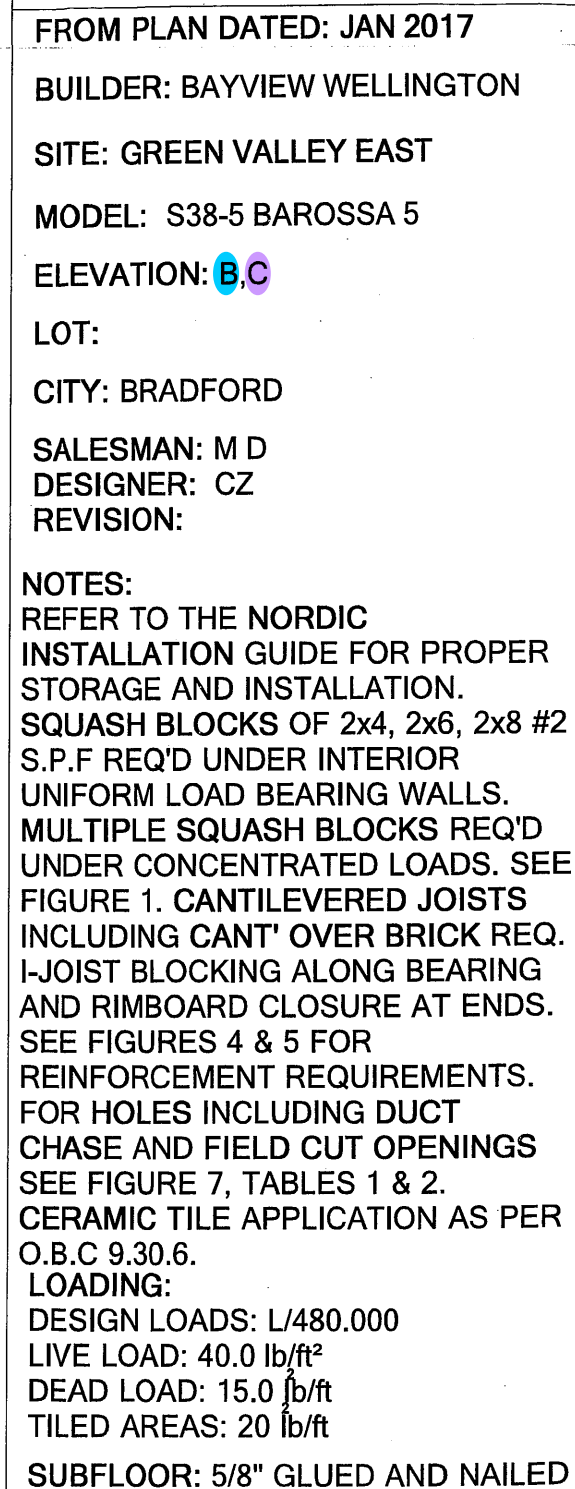 FROM PLAN DATED: JAN 2017
BUILDER: BAYVIEW WELLINGTON
SITE: GREEN VALLEY EAST
MODEL: S38-5 BAROSSA 5
ELEVATION: B,C
LOT:
CITY: BRADFORD
SALESMAN: M D
DESIGNER: CZ
REVISION:
NOTES:
REFER TO THE NORDIC
INSTALLATION GUIDE FOR PROPER
STORAGE AND INSTALLATION.
SQUASH BLOCKS OF 2x4, 2x6, 2x8 #2
S.P.F REQ'D UNDER INTERIOR
UNIFORM LOAD BEARING WALLS.
MULTIPLE SQUASH BLOCKS REQ'D
UNDER CONCENTRATED LOADS. SEE
FIGURE 1. CANTILEVERED JOISTS
INCLUDING CANT' OVER BRICK REQ.
I-JOIST BLOCKING ALONG BEARING
AND RIMBOARD CLOSURE AT ENDS.
SEE FIGURES 4 & 5 FOR
REINFORCEMENT REQUIREMENTS.
FOR HOLES INCLUDING DUCT
CHASE AND FIELD CUT OPENINGS
SEE FIGURE 7, TABLES 1 & 2.
CERAMIC TILE APPLICATION AS PER
O.B.C 9.30.6.
LOADING:
DESIGN LOADS: L/480.000
LIVE LOAD: 40.0 lb/ft²
DEAD LOAD: 15.0 lb/ft²
TILED AREAS: 20 lb/ft²
SUBFLOOR: 5/8" GLUED AND NAILED